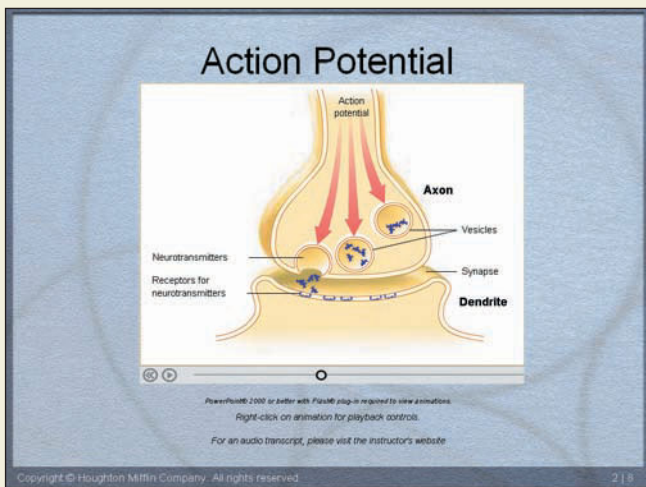 Action Potential
Action
potential
Axon
Vesicles
Neurotransmitters
Synapse
Receptors for
neurotransmitters
Dendrite
PowerPoint® 2000 or better with Flash® plug-in required to view animations.
Right-click on animation for playback controls.
For an audio transcript, please visit the instructor's website
Copyright © Houghton Mifflin Company. All rights reserved.
2 | 8